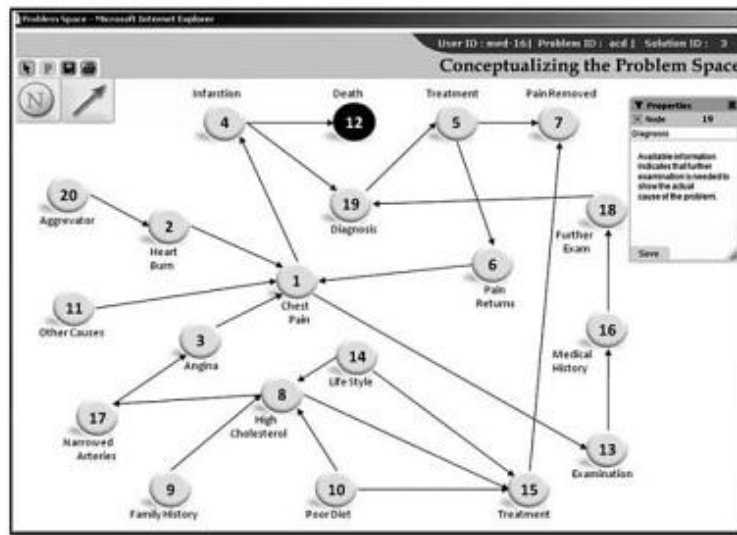 Problem Space - Microsoft Internet Explorer
User ID : med-16| Problem ID : acd | Solution ID : 3
Conceptualizing the Problem Space
N
Infarstion
4
Death
12
Treatment
5
Pain Removed
7
Properties
Node 19
Diagnosis
Available information
indicates that further
examination is needed to
show the actual
cause of the problem.
Save
20
Aggrevator
2
Heart
Burn
19
Diagnosis
18
Further
Exam
1
Chest
Pain
6
Pain
Returns
11
Other Causes
3
Angina
14
Life Style
16
Medical
History
17
Narrowed
Arteries
8
High
Cholesterol
13
Examination
9
Family History
10
Poor Diet
15
Treatment